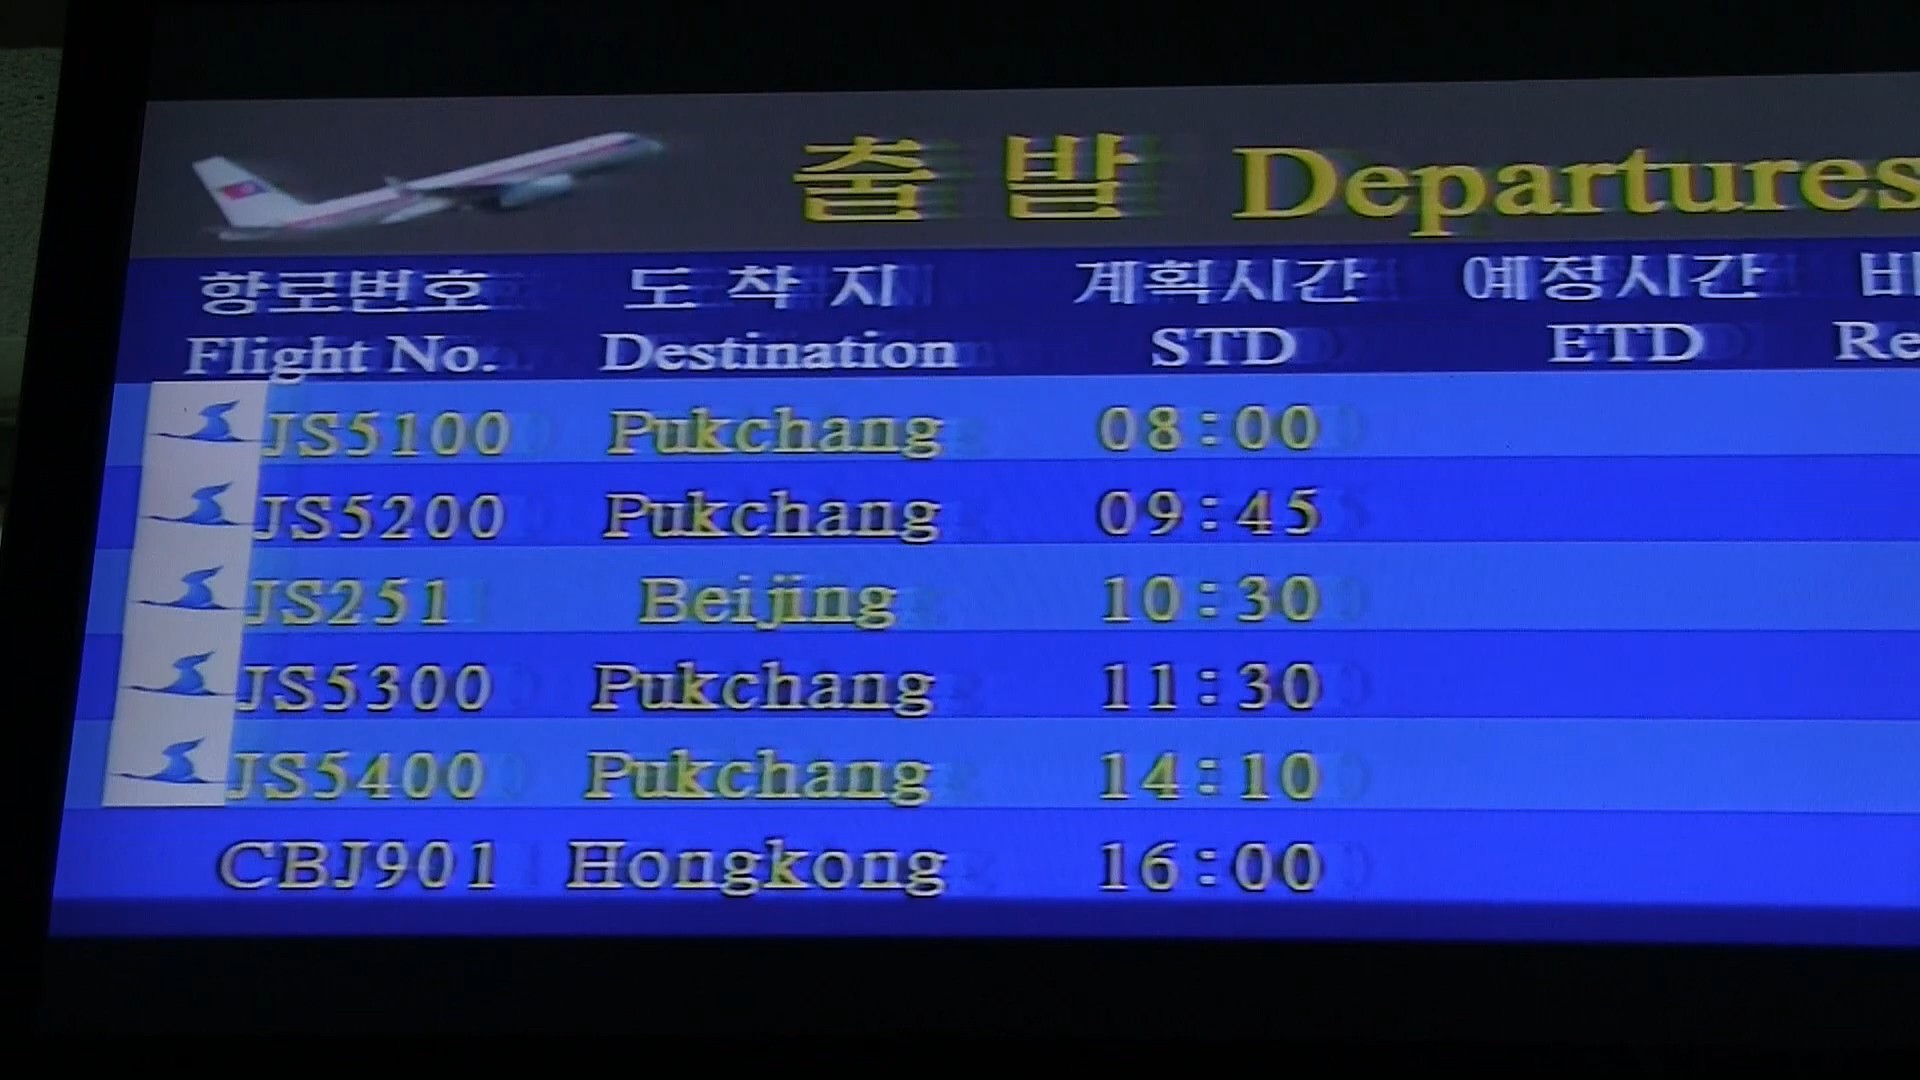 출 발 Departures
항로번호 도 착 지 계획시간 예정시간
Flight No. Destination STD ETD
JS5100 Pukchang 08:00
JS5200 Pukchang 09:45
JS251 Beijing 10:30
JS5300 Pukchang 11:30
JS5400 Pukchang 14:10
CBJ901 Hongkong 16:00